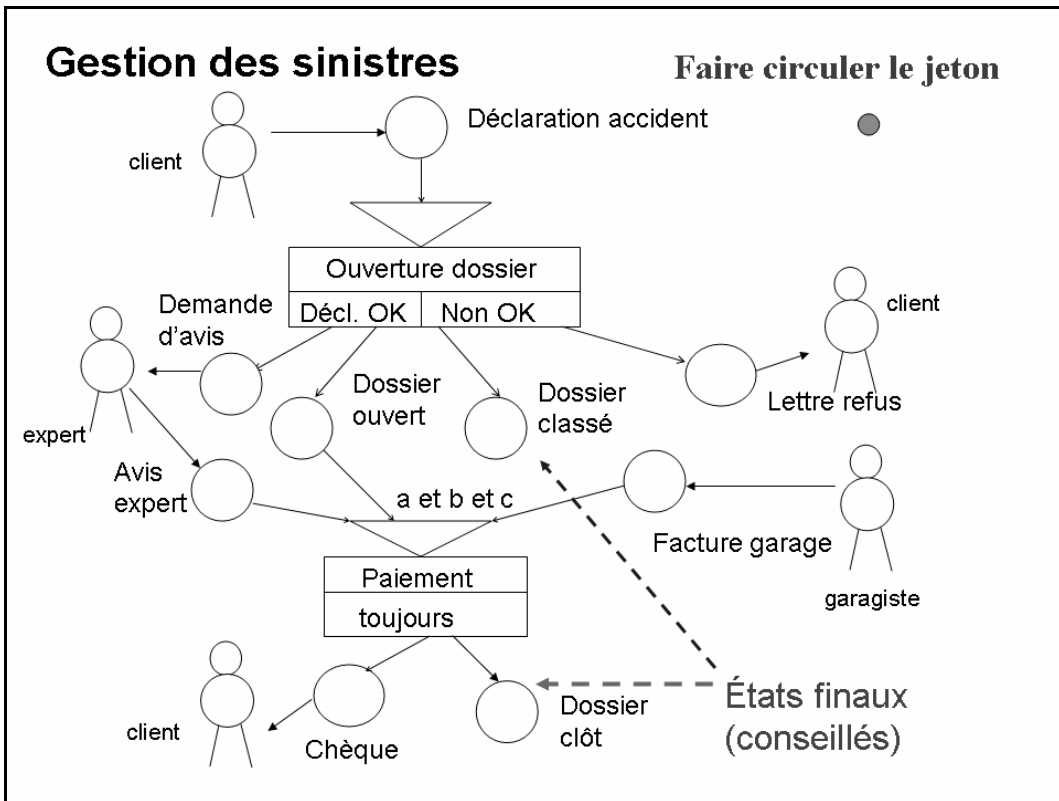 Gestion des sinistres
Faire circuler le jeton
Déclaration accident
client
Ouverture dossier
Décl. OK
Non OK
Demande
d'avis
client
Dossier
ouvert
Dossier
classé
Lettre refus
expert
Avis
expert
a et b et c
Facture garage
Paiement
toujours
garagiste
client
Chèque
Dossier
clôt
États finaux
(conseillés)